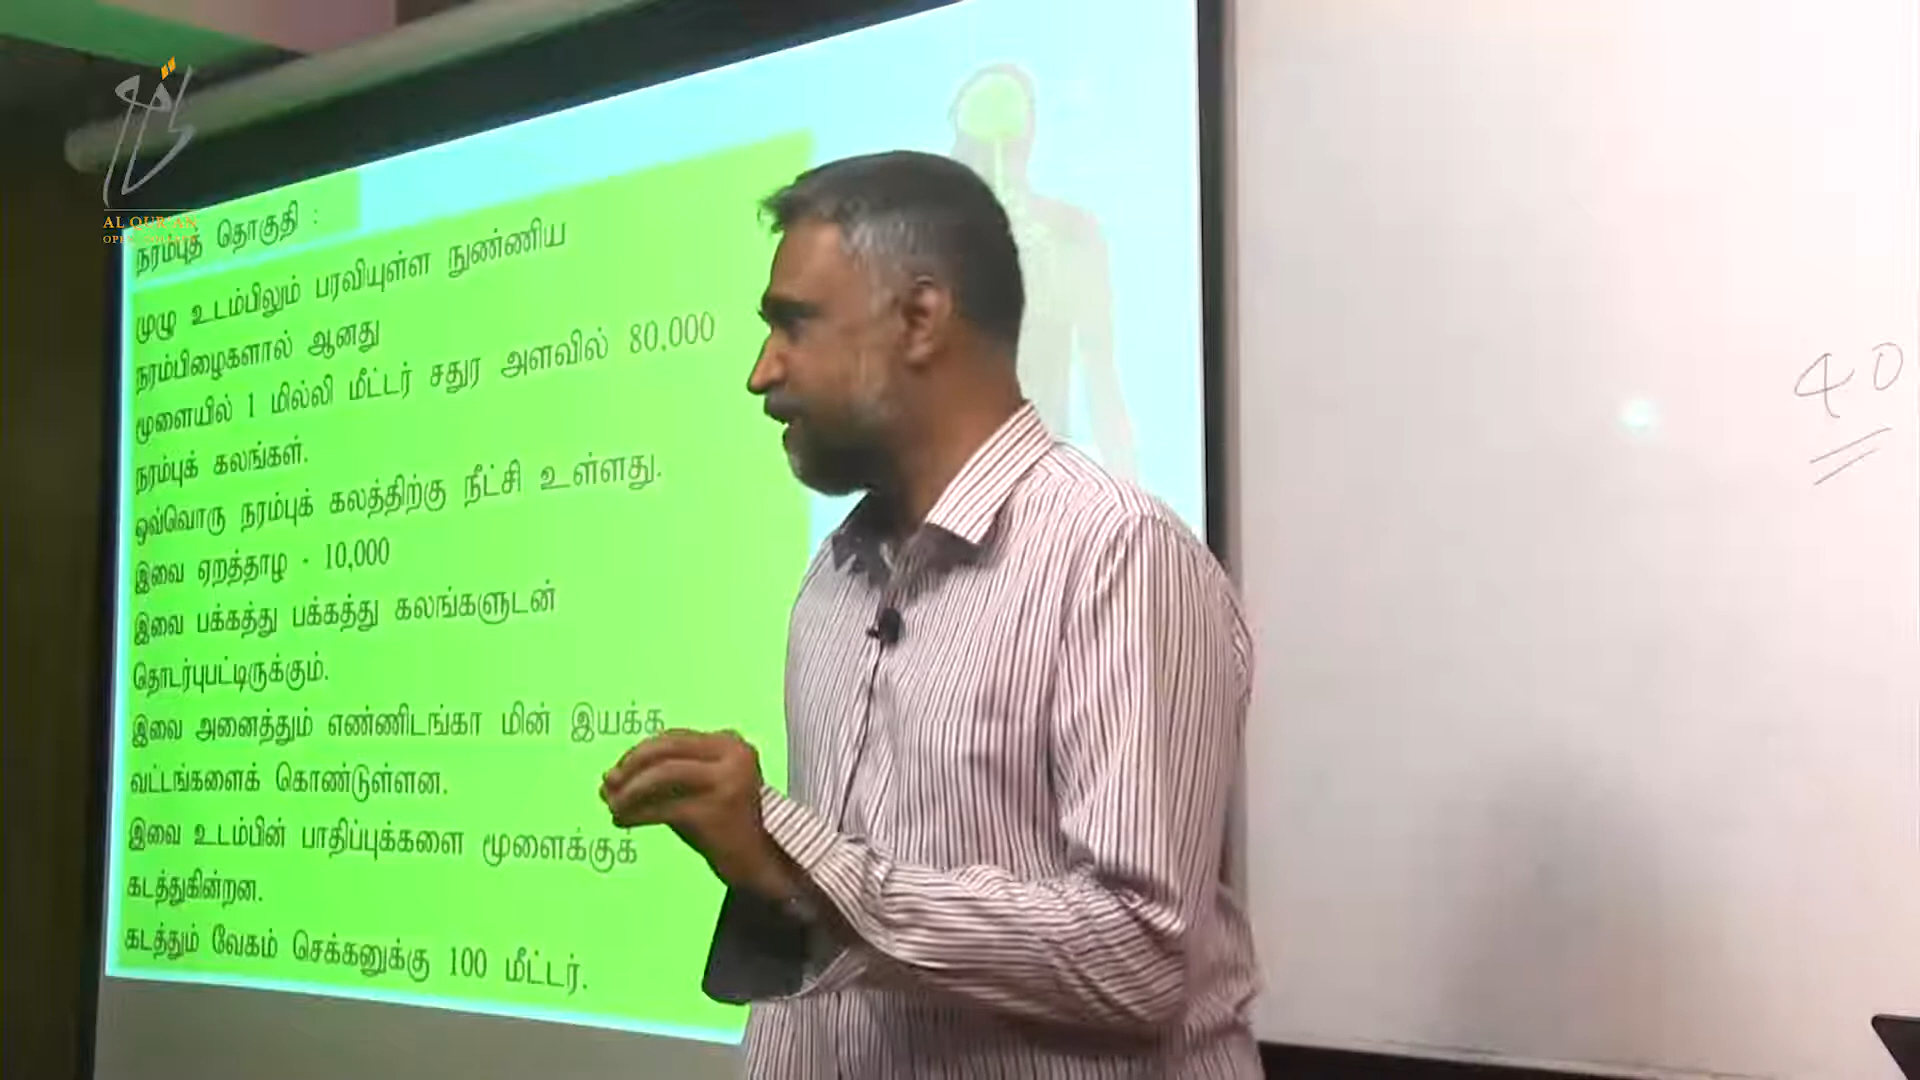 AL QUR'AN
நரம்புத் தொகுதி :
முழு உடம்பிலும் பரவியுள்ள நுண்ணிய
நரம்பிழைகளால் ஆனது
மூளையில் 1 மில்லி மீட்டர் சதுர அளவில் 80,000
நரம்புக் கலங்கள்.
ஒவ்வொரு நரம்புக் கலத்திற்கு நீட்சி உள்ளது.
இவை ஏறத்தாழ - 10,000
இவை பக்கத்து பக்கத்து கலங்களுடன்
தொடர்புபட்டிருக்கும்.
இவை அனைத்தும் எண்ணிடங்கா மின் இயக்க
வட்டங்களைக் கொண்டுள்ளன.
இவை உடம்பின் பாதிப்புக்களை மூளைக்குக்
கடத்துகின்றன.
கடத்தும் வேகம் செக்கனுக்கு 100 மீட்டர்.
40